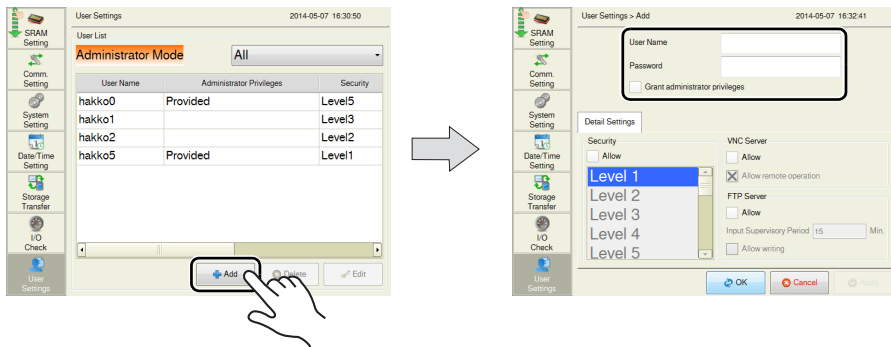 User Settings 2014-05-07 16:30:50
SRAM
Setting
Comm.
Setting
System
Setting
Date/Time
Setting
Storage
Transfer
I/O
Check
User
Settings
User List
Administrator Mode All
User Name Administrator Privileges Security
hakko0 Provided Level5
hakko1 Level3
hakko2 Level2
hakko5 Provided Level1
Add Delete Edit
User Settings > Add 2014-05-07 16:32:41
SRAM
Setting
Comm.
Setting
System
Setting
Date/Time
Setting
Storage
Transfer
I/O
Check
User
Settings
User Name
Password
Grant administrator privileges
Detail Settings
Security
Allow
Level 1
Level 2
Level 3
Level 4
Level 5
VNC Server
Allow
Allow remote operation
FTP Server
Allow
Input Supervisory Period 15 Min.
Allow writing
OK Cancel Apply